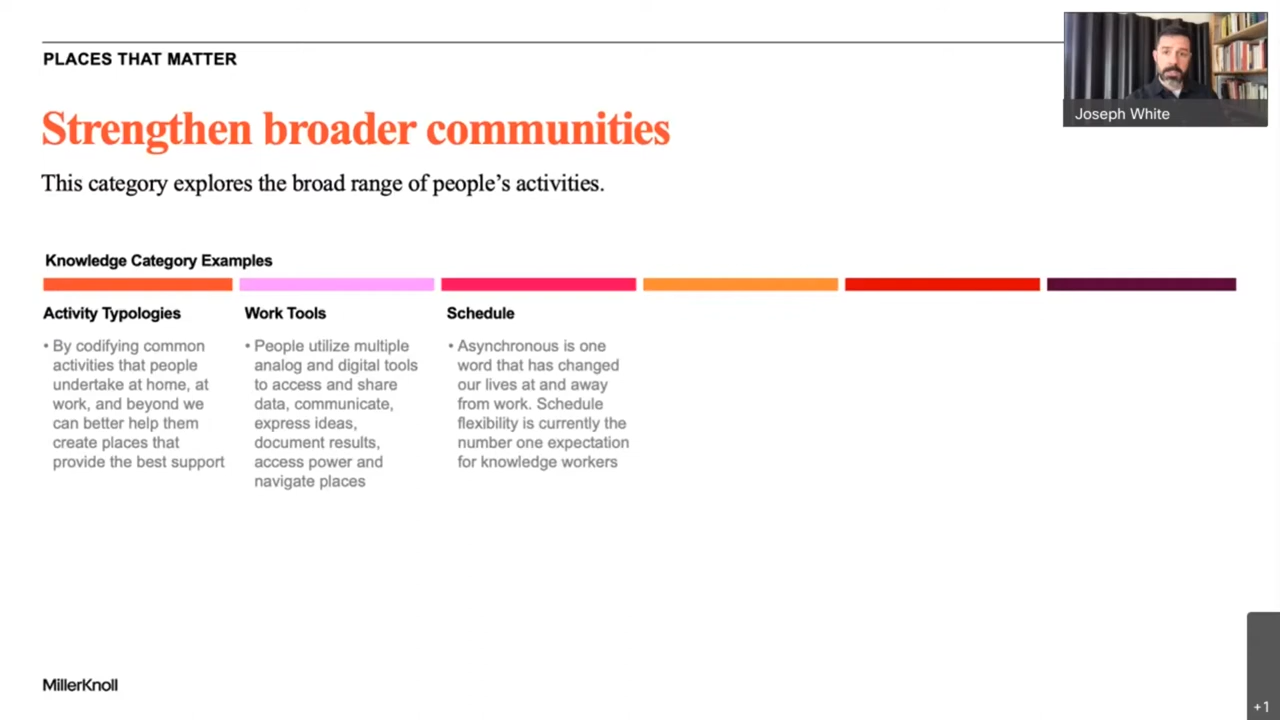 PLACES THAT MATTER
Joseph White
Strengthen broader communities
This category explores the broad range of people’s activities.
Knowledge Category Examples
Activity Typologies
• By codifying common
activities that people
undertake at home, at
work, and beyond we
can better help them
create places that
provide the best support
Work Tools
• People utilize multiple
analog and digital tools
to access and share
data, communicate,
express ideas,
document results,
access power and
navigate places
Schedule
• Asynchronous is one
word that has changed
our lives at and away
from work. Schedule
flexibility is currently the
number one expectation
for knowledge workers
MillerKnoll
+1